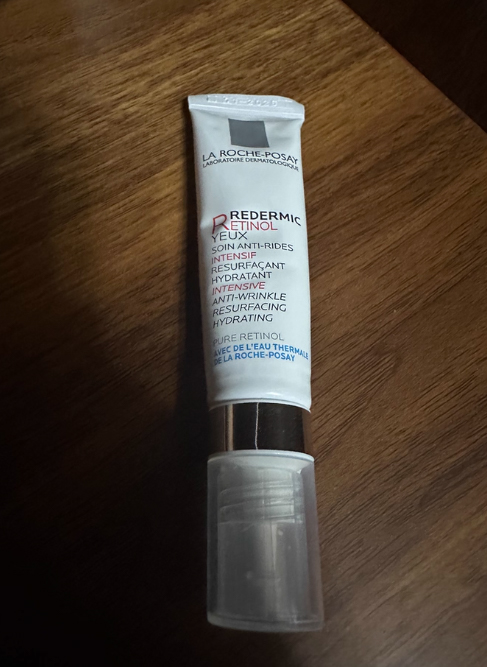 LA ROCHE-POSAY
LABORATOIRE DERMATOLOGIQUE
REDERMIC
RETINOL
YEUX
SOIN ANTI-RIDES
INTENSIF
RESURFAÇANT
HYDRATANT
INTENSIVE
ANTI-WRINKLE
RESURFACING
HYDRATING
PURE RETINOL
AVEC DE L'EAU THERMALE
DE LA ROCHE-POSAY